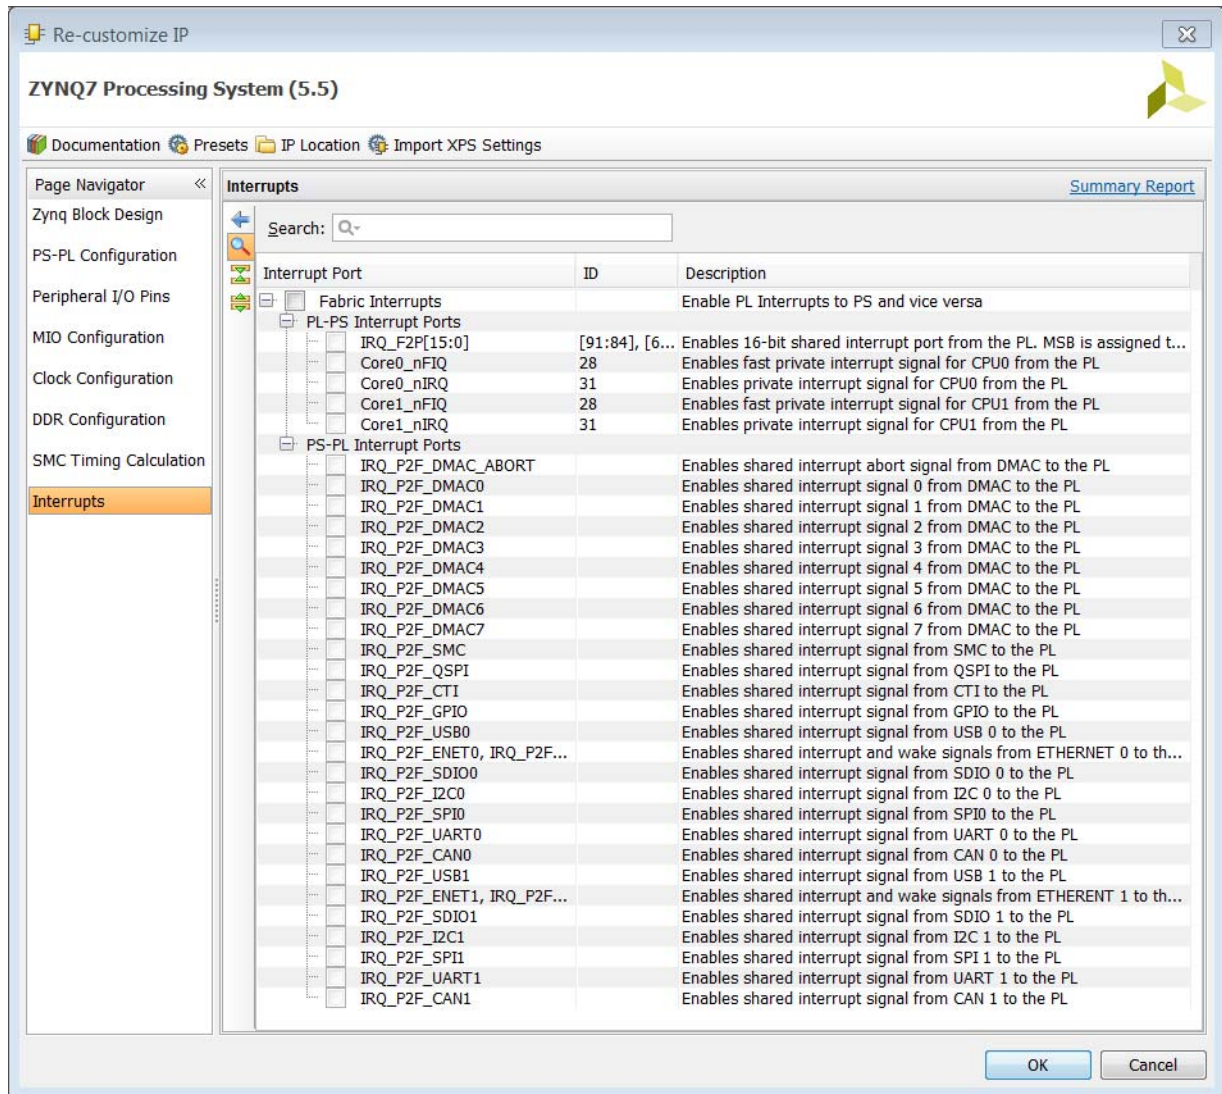 Re-customize IP
ZYNQ7 Processing System (5.5)
Documentation Presets IP Location Import XPS Settings
Page Navigator «
Zynq Block Design
PS-PL Configuration
Peripheral I/O Pins
MIO Configuration
Clock Configuration
DDR Configuration
SMC Timing Calculation
Interrupts
Interrupts Summary Report
Search:
Interrupt Port ID Description
Fabric Interrupts Enable PL Interrupts to PS and vice versa
PL-PS Interrupt Ports
IRQ_F2P[15:0] [91:84], [6... Enables 16-bit shared interrupt port from the PL. MSB is assigned t...
Core0_nFIQ 28 Enables fast private interrupt signal for CPU0 from the PL
Core0_nIRQ 31 Enables private interrupt signal for CPU0 from the PL
Core1_nFIQ 28 Enables fast private interrupt signal for CPU1 from the PL
Core1_nIRQ 31 Enables private interrupt signal for CPU1 from the PL
PS-PL Interrupt Ports
IRQ_P2F_DMAC_ABORT Enables shared interrupt abort signal from DMAC to the PL
IRQ_P2F_DMAC0 Enables shared interrupt signal 0 from DMAC to the PL
IRQ_P2F_DMAC1 Enables shared interrupt signal 1 from DMAC to the PL
IRQ_P2F_DMAC2 Enables shared interrupt signal 2 from DMAC to the PL
IRQ_P2F_DMAC3 Enables shared interrupt signal 3 from DMAC to the PL
IRQ_P2F_DMAC4 Enables shared interrupt signal 4 from DMAC to the PL
IRQ_P2F_DMAC5 Enables shared interrupt signal 5 from DMAC to the PL
IRQ_P2F_DMAC6 Enables shared interrupt signal 6 from DMAC to the PL
IRQ_P2F_DMAC7 Enables shared interrupt signal 7 from DMAC to the PL
IRQ_P2F_SMC Enables shared interrupt signal from SMC to the PL
IRQ_P2F_QSPI Enables shared interrupt signal from QSPI to the PL
IRQ_P2F_CTI Enables shared interrupt signal from CTI to the PL
IRQ_P2F_GPIO Enables shared interrupt signal from GPIO to the PL
IRQ_P2F_USB0 Enables shared interrupt signal from USB 0 to the PL
IRQ_P2F_ENET0, IRQ_P2F... Enables shared interrupt and wake signals from ETHERNET 0 to th...
IRQ_P2F_SDIO0 Enables shared interrupt signal from SDIO 0 to the PL
IRQ_P2F_I2C0 Enables shared interrupt signal from I2C 0 to the PL
IRQ_P2F_SPI0 Enables shared interrupt signal from SPI0 to the PL
IRQ_P2F_UART0 Enables shared interrupt signal from UART 0 to the PL
IRQ_P2F_CAN0 Enables shared interrupt signal from CAN 0 to the PL
IRQ_P2F_USB1 Enables shared interrupt signal from USB 1 to the PL
IRQ_P2F_ENET1, IRQ_P2F... Enables shared interrupt and wake signals from ETHERENT 1 to th...
IRQ_P2F_SDIO1 Enables shared interrupt signal from SDIO 1 to the PL
IRQ_P2F_I2C1 Enables shared interrupt signal from I2C 1 to the PL
IRQ_P2F_SPI1 Enables shared interrupt signal from SPI 1 to the PL
IRQ_P2F_UART1 Enables shared interrupt signal from UART 1 to the PL
IRQ_P2F_CAN1 Enables shared interrupt signal from CAN 1 to the PL
OK Cancel